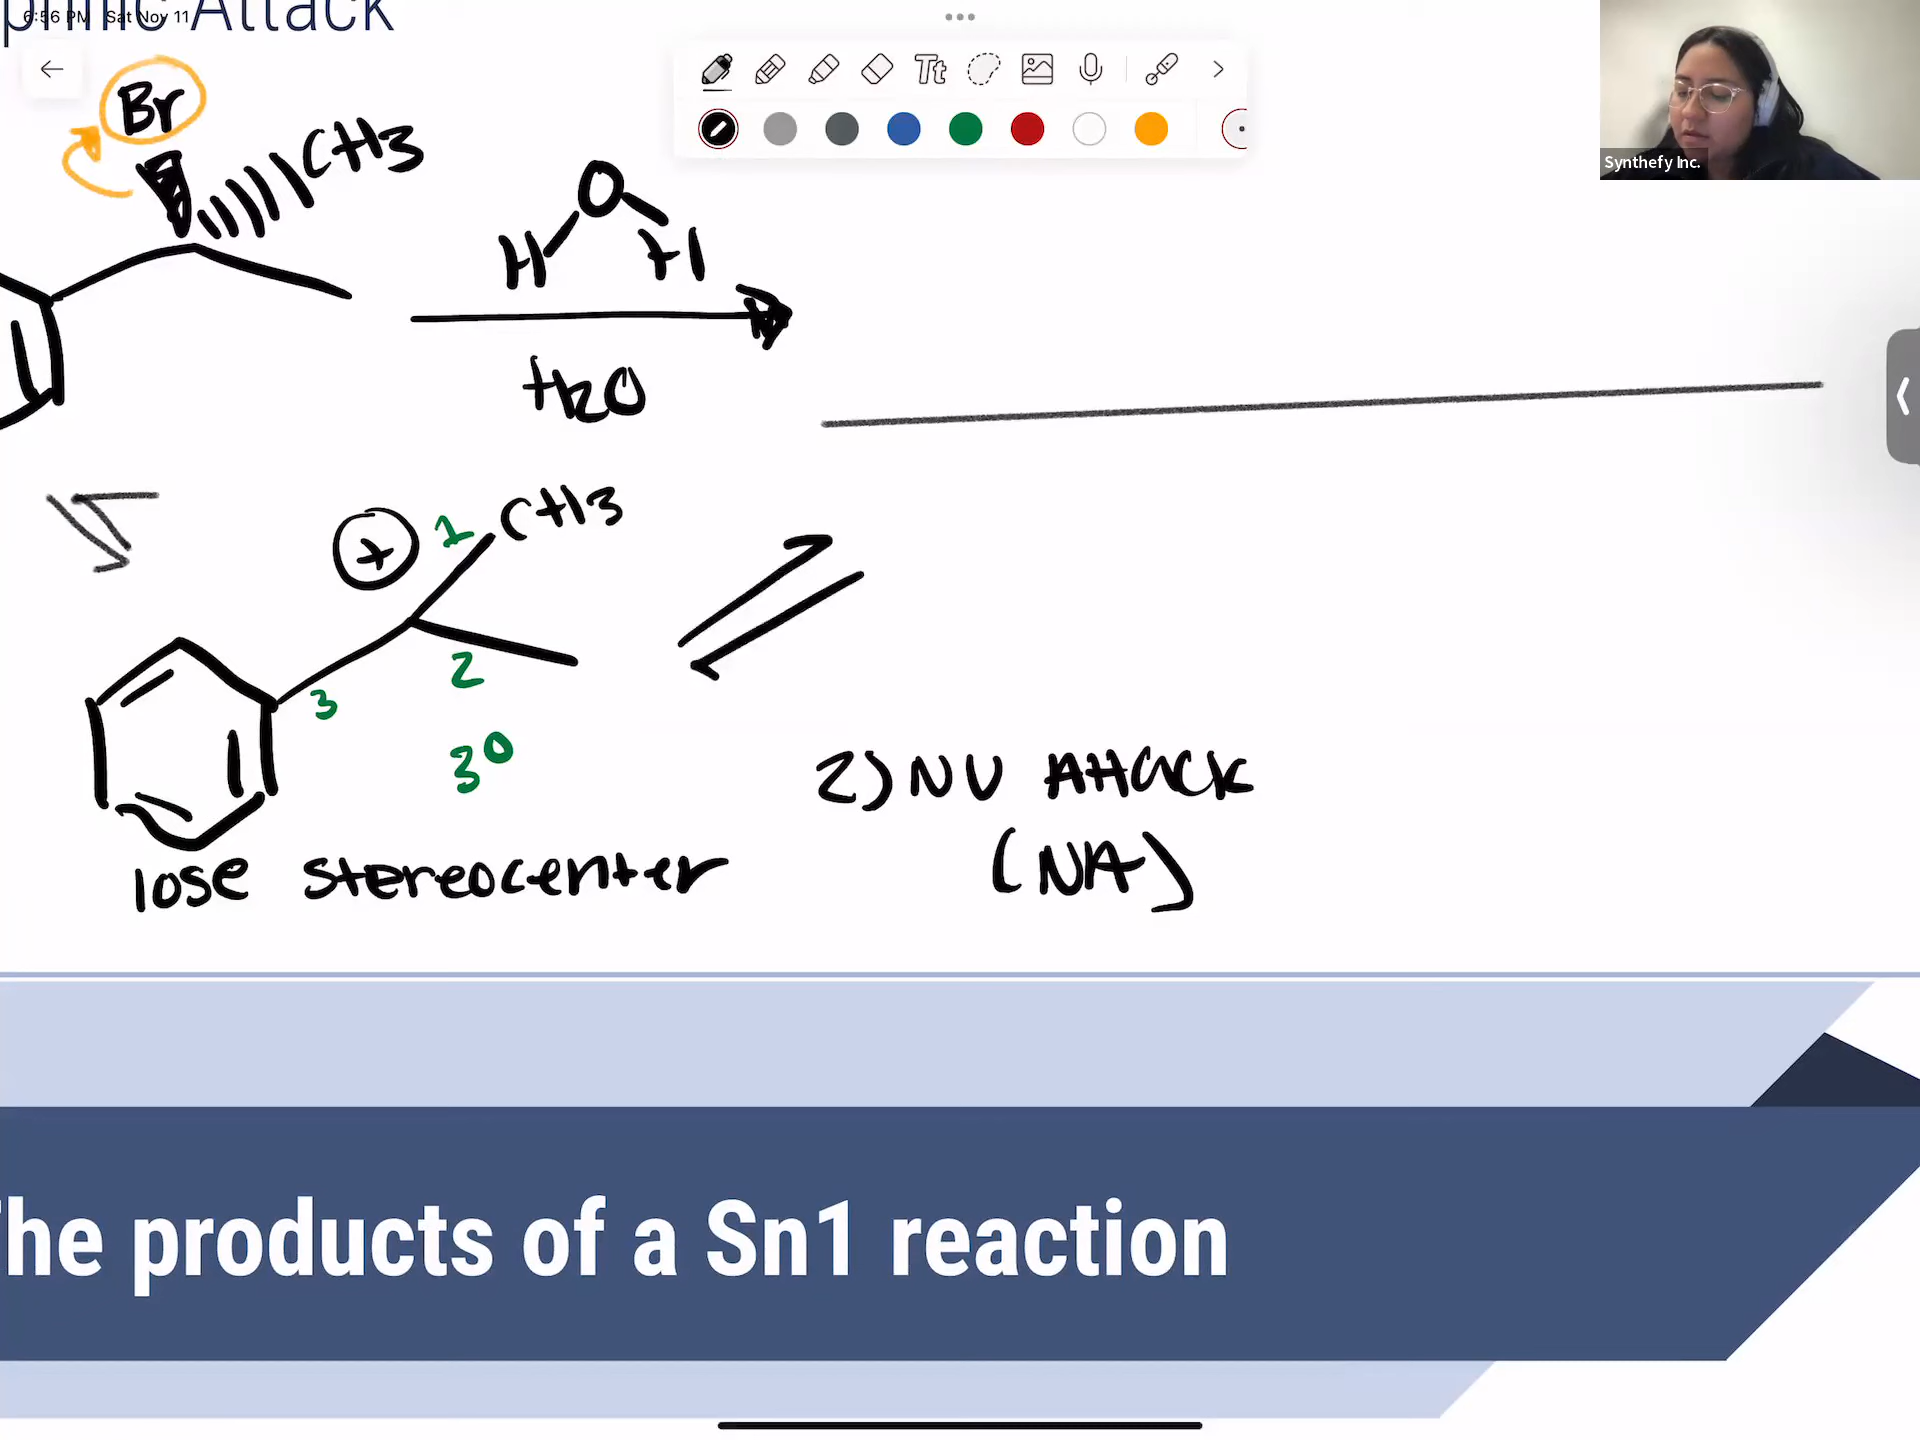 philic Attack
6:56 PM Sat Nov 11
Tt
Synthefy Inc.
Br
CH3
O
H
H
H2O
+
1
CH3
2
3
3°
lose stereocenter
2) NU Attack
(NA)
The products of a Sn1 reaction